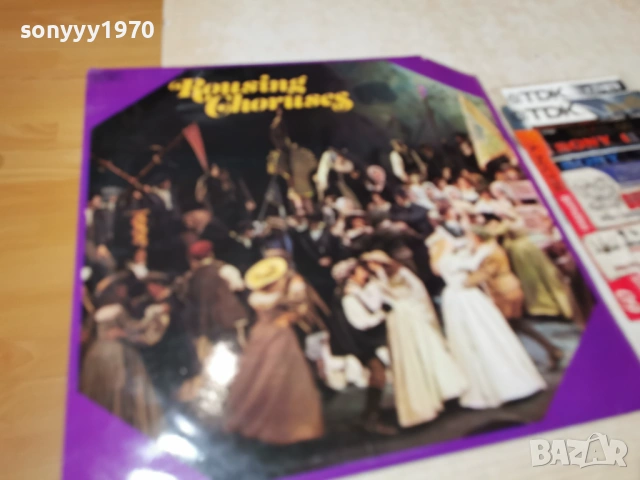 sonyyy1970
Rousing
Choruses
TDK
TDK
SONY
BAZAR